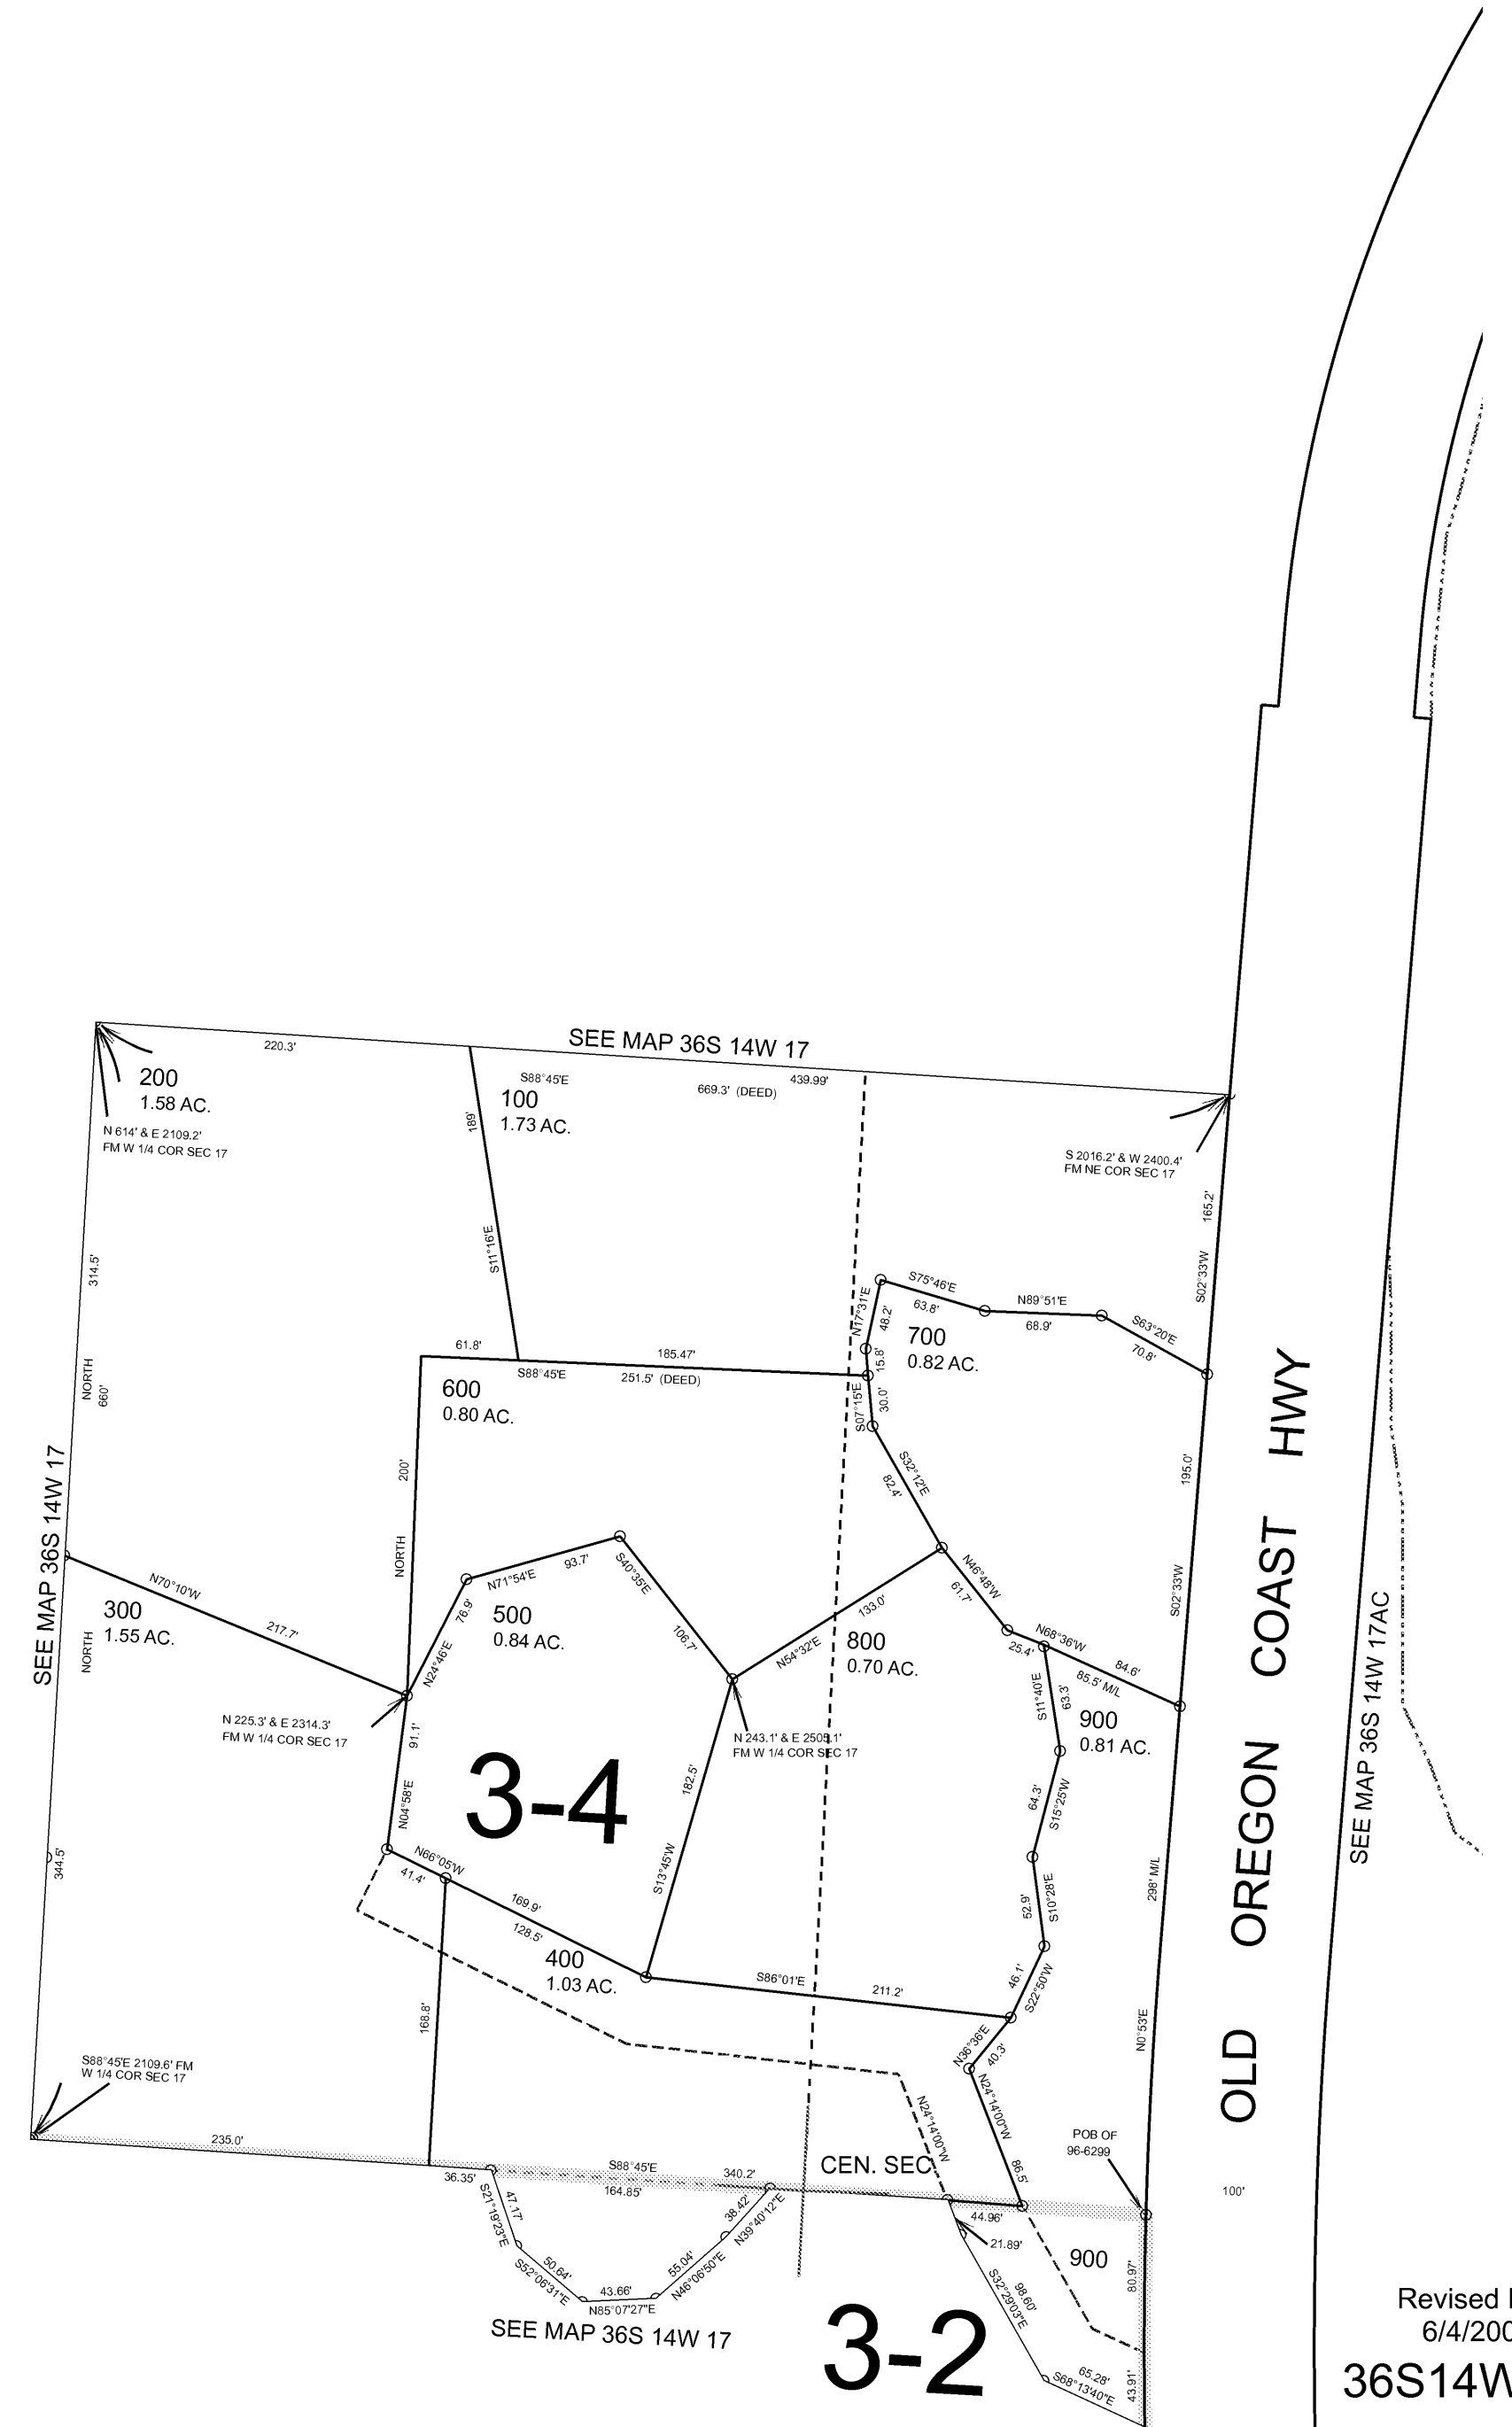 SEE MAP 36S 14W 17
220.3'
S88°45'E
439.99'
669.3' (DEED)
200
1.58 AC.
100
1.73 AC.
N 614' & E 2109.2'
FM W 1/4 COR SEC 17
189'
S11°16'E
S 2016.2' & W 2400.4'
FM NE COR SEC 17
165.2'
S02°33'W
314.5'
NORTH
660'
SEE MAP 36S 14W 17
61.8'
S88°45'E
185.47'
251.5' (DEED)
N17°31'E
48.2'
15.8'
S07°15'E
30.0'
S75°46'E
63.8'
N89°51'E
68.9'
S63°20'E
70.8'
700
0.82 AC.
600
0.80 AC.
200'
NORTH
S32°12'E
82.4'
195.0'
S02°33'W
N70°10'W
217.7'
300
1.55 AC.
NORTH
N24°46'E
76.9'
N71°54'E
93.7'
S40°35'E
106.7'
500
0.84 AC.
N54°32'E
133.0'
N46°48'W
61.7'
800
0.70 AC.
N68°36'W
25.4'
84.6'
85.5' M/L
S11°40'E
63.3'
900
0.81 AC.
N 225.3' & E 2314.3'
FM W 1/4 COR SEC 17
N 243.1' & E 2505.1'
FM W 1/4 COR SEC 17
91.1'
N04°58'E
3-4
182.5'
S13°45'W
64.3'
S15°25'W
344.5'
N66°05'W
41.4'
169.9'
128.5'
400
1.03 AC.
52.9'
S10°28'E
298' M/L
S86°01'E
211.2'
46.1'
S22°50'W
168.8'
N36°36'E
40.3'
N0°53'E
N24°14'00"W
N24°14'00"W
86.5'
S88°45'E 2109.6' FM
W 1/4 COR SEC 17
235.0'
CEN. SEC
POB OF
96-6299
36.35'
S88°45'E
164.85'
340.2'
44.96'
21.89'
100'
47.17'
S21°19'23"E
50.64'
S52°06'31"E
43.66'
N85°07'27"E
55.04'
N46°06'50"E
38.42'
N39°40'12"E
900
98.60'
S32°29'03"E
80.97'
65.28'
S68°13'40"E
43.91'
SEE MAP 36S 14W 17
3-2
OLD OREGON COAST HWY
SEE MAP 36S 14W 17AC
Revised
6/4/200
36S14W